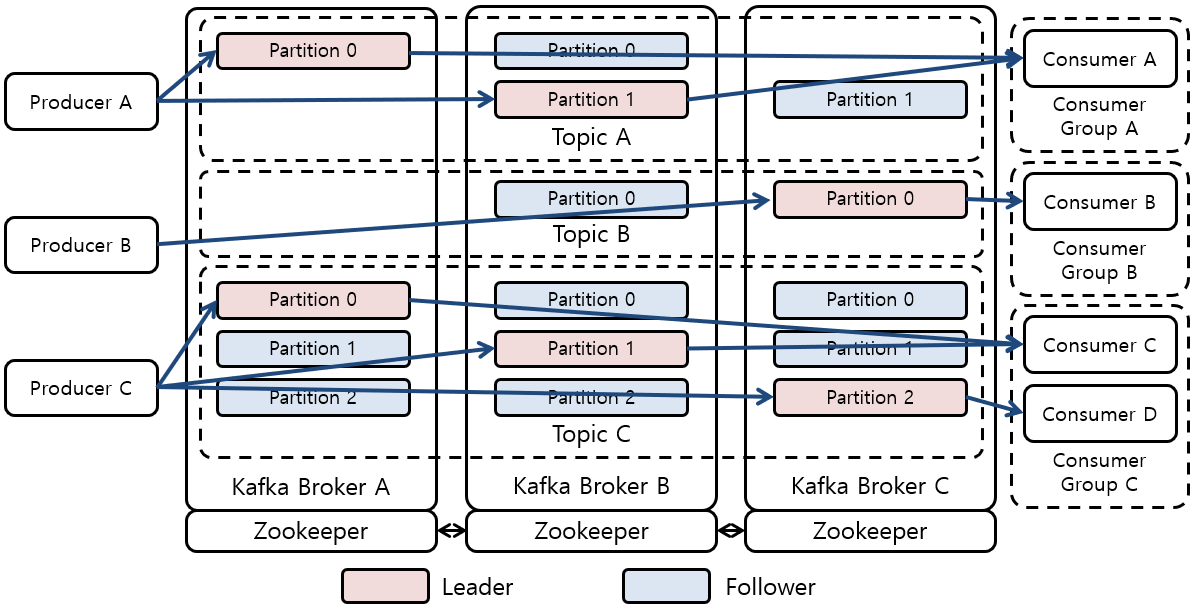 Producer A
Producer B
Producer C
Partition 0
Partition 0
Partition 1
Partition 1
Topic A
Partition 0
Partition 0
Topic B
Partition 0
Partition 0
Partition 0
Partition 1
Partition 1
Partition 1
Partition 2
Partition 2
Partition 2
Topic C
Kafka Broker A
Kafka Broker B
Kafka Broker C
Zookeeper
Zookeeper
Zookeeper
Consumer A
Consumer
Group A
Consumer B
Consumer
Group B
Consumer C
Consumer D
Consumer
Group C
Leader
Follower